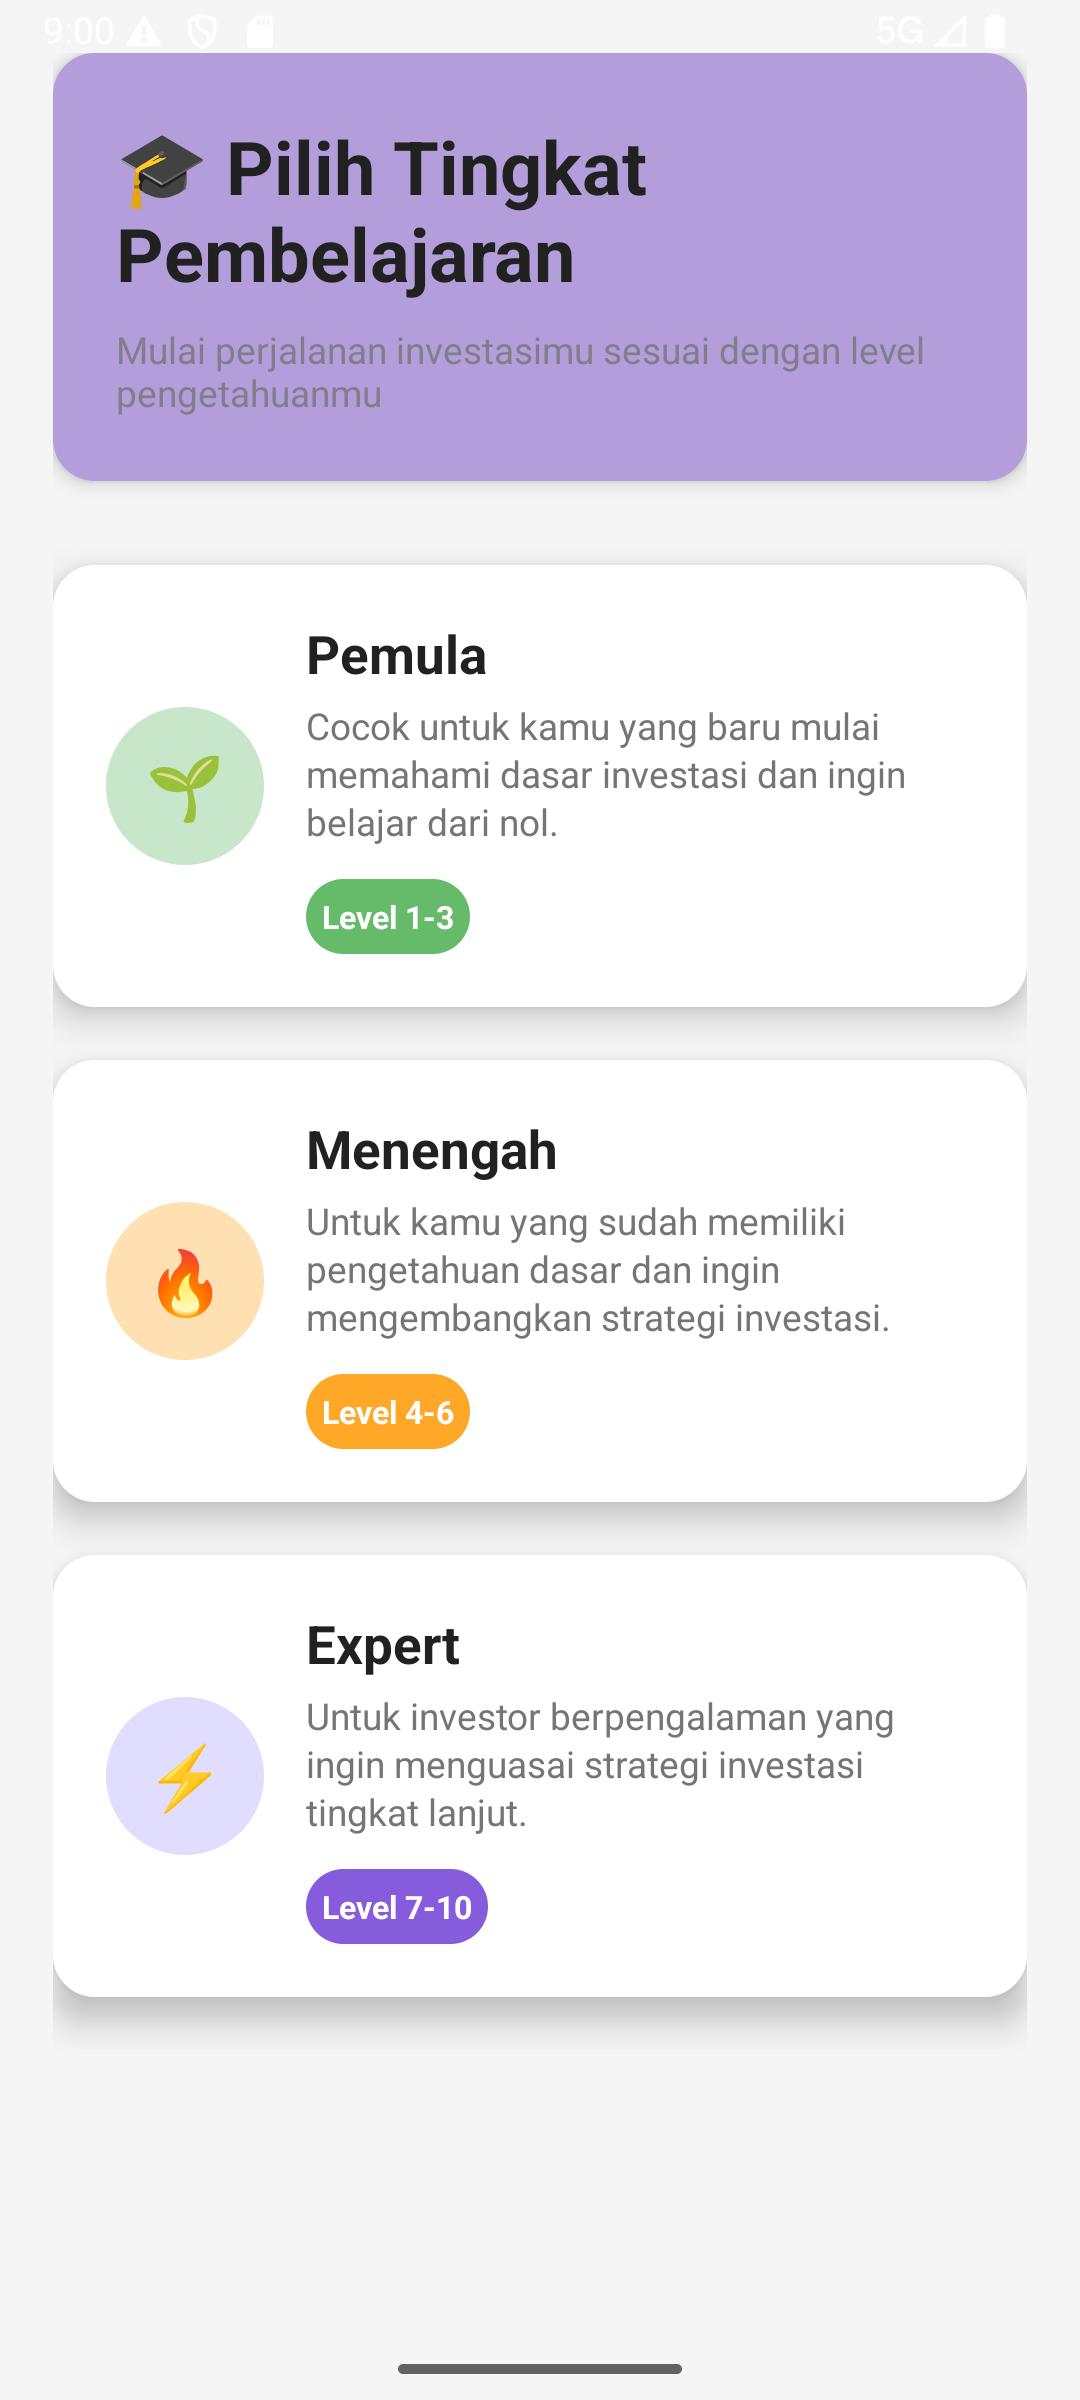 9:00
5G
🎓 Pilih Tingkat
Pembelajaran
Mulai perjalanan investasimu sesuai dengan level
pengetahuanmu
Pemula
Cocok untuk kamu yang baru mulai
memahami dasar investasi dan ingin
belajar dari nol.
Level 1-3
Menengah
Untuk kamu yang sudah memiliki
pengetahuan dasar dan ingin
mengembangkan strategi investasi.
Level 4-6
Expert
Untuk investor berpengalaman yang
ingin menguasai strategi investasi
tingkat lanjut.
Level 7-10